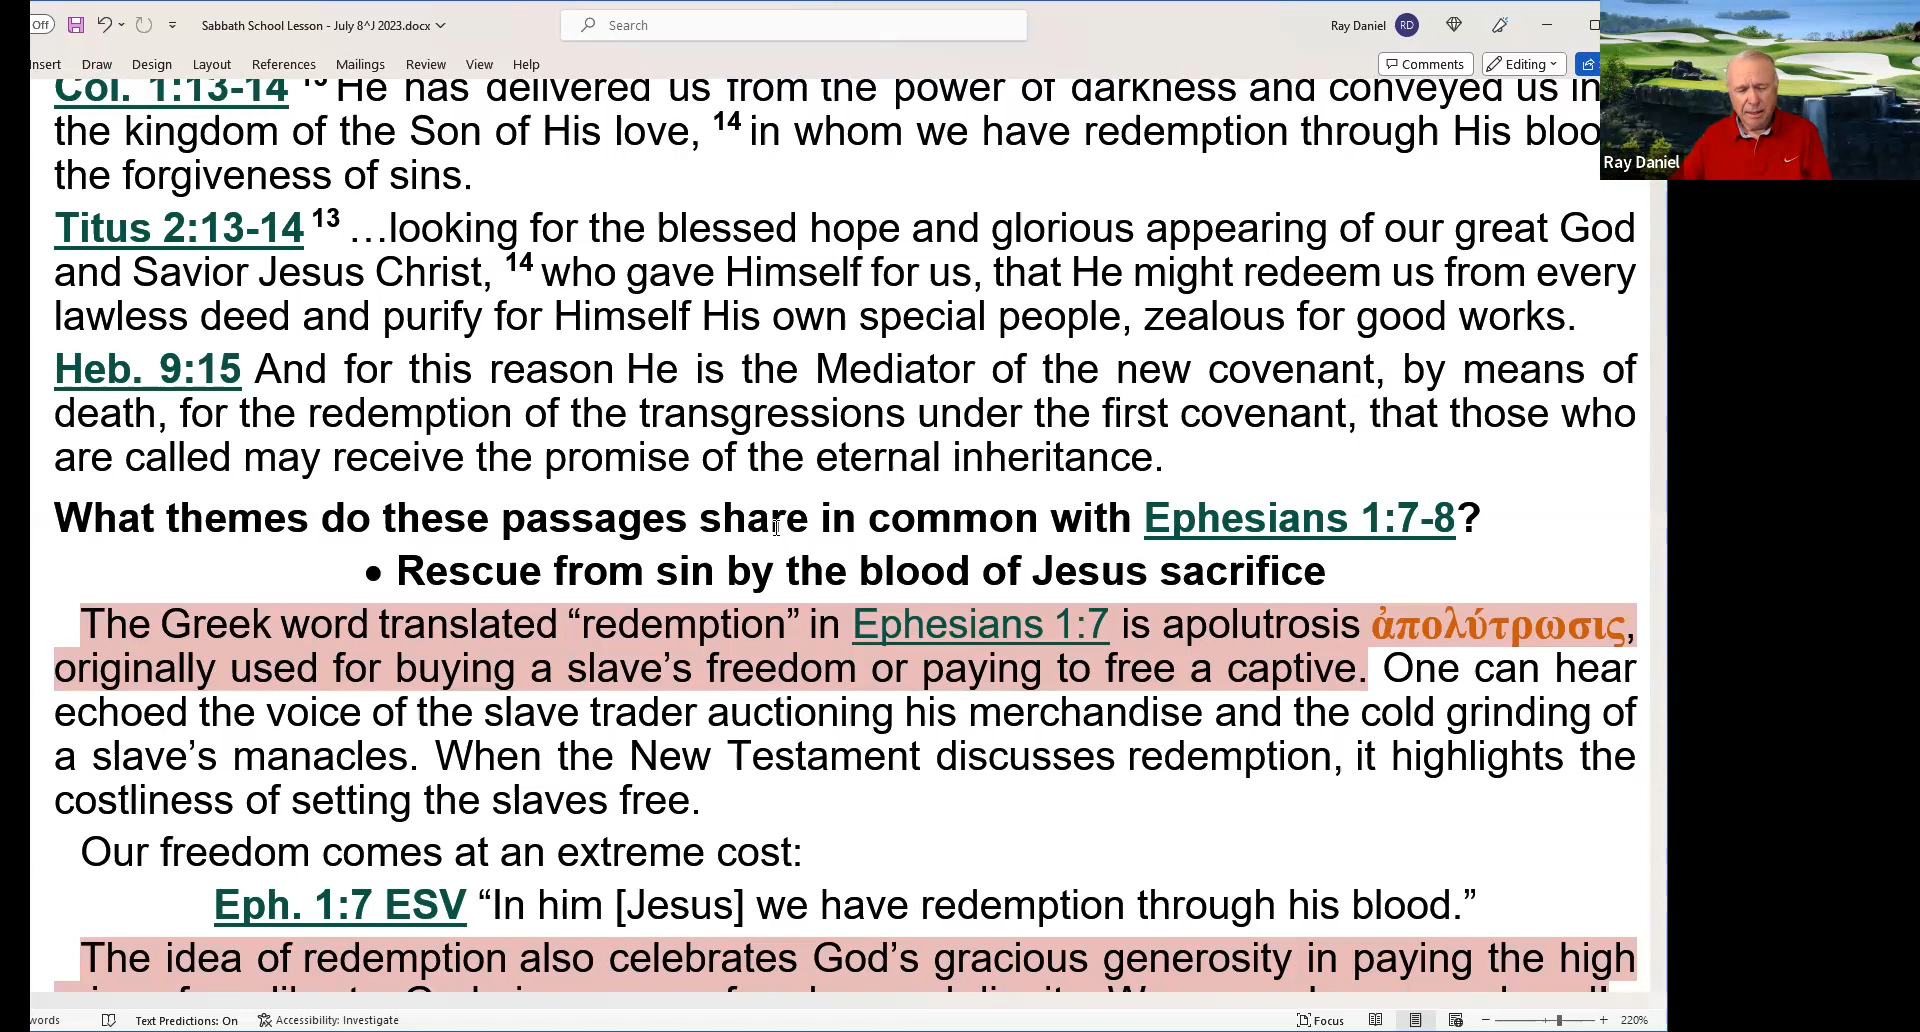 Off Sabbath School Lesson - July 8^J 2023.docx Search Ray Daniel RD
Insert Draw Design Layout References Mailings Review View Help Comments Editing
Col. 1:13-14 13 He has delivered us from the power of darkness and conveyed us in
the kingdom of the Son of His love, 14 in whom we have redemption through His bloo
Ray Daniel
the forgiveness of sins.
Titus 2:13-14 13 …looking for the blessed hope and glorious appearing of our great God
and Savior Jesus Christ, 14 who gave Himself for us, that He might redeem us from every
lawless deed and purify for Himself His own special people, zealous for good works.
Heb. 9:15 And for this reason He is the Mediator of the new covenant, by means of
death, for the redemption of the transgressions under the first covenant, that those who
are called may receive the promise of the eternal inheritance.
What themes do these passages share in common with Ephesians 1:7-8?
• Rescue from sin by the blood of Jesus sacrifice
The Greek word translated “redemption” in Ephesians 1:7 is apolutrosis ἀπολύτρωσις,
originally used for buying a slave’s freedom or paying to free a captive. One can hear
echoed the voice of the slave trader auctioning his merchandise and the cold grinding of
a slave’s manacles. When the New Testament discusses redemption, it highlights the
costliness of setting the slaves free.
Our freedom comes at an extreme cost:
Eph. 1:7 ESV “In him [Jesus] we have redemption through his blood.”
The idea of redemption also celebrates God’s gracious generosity in paying the high
words Text Predictions: On Accessibility: Investigate Focus 220%